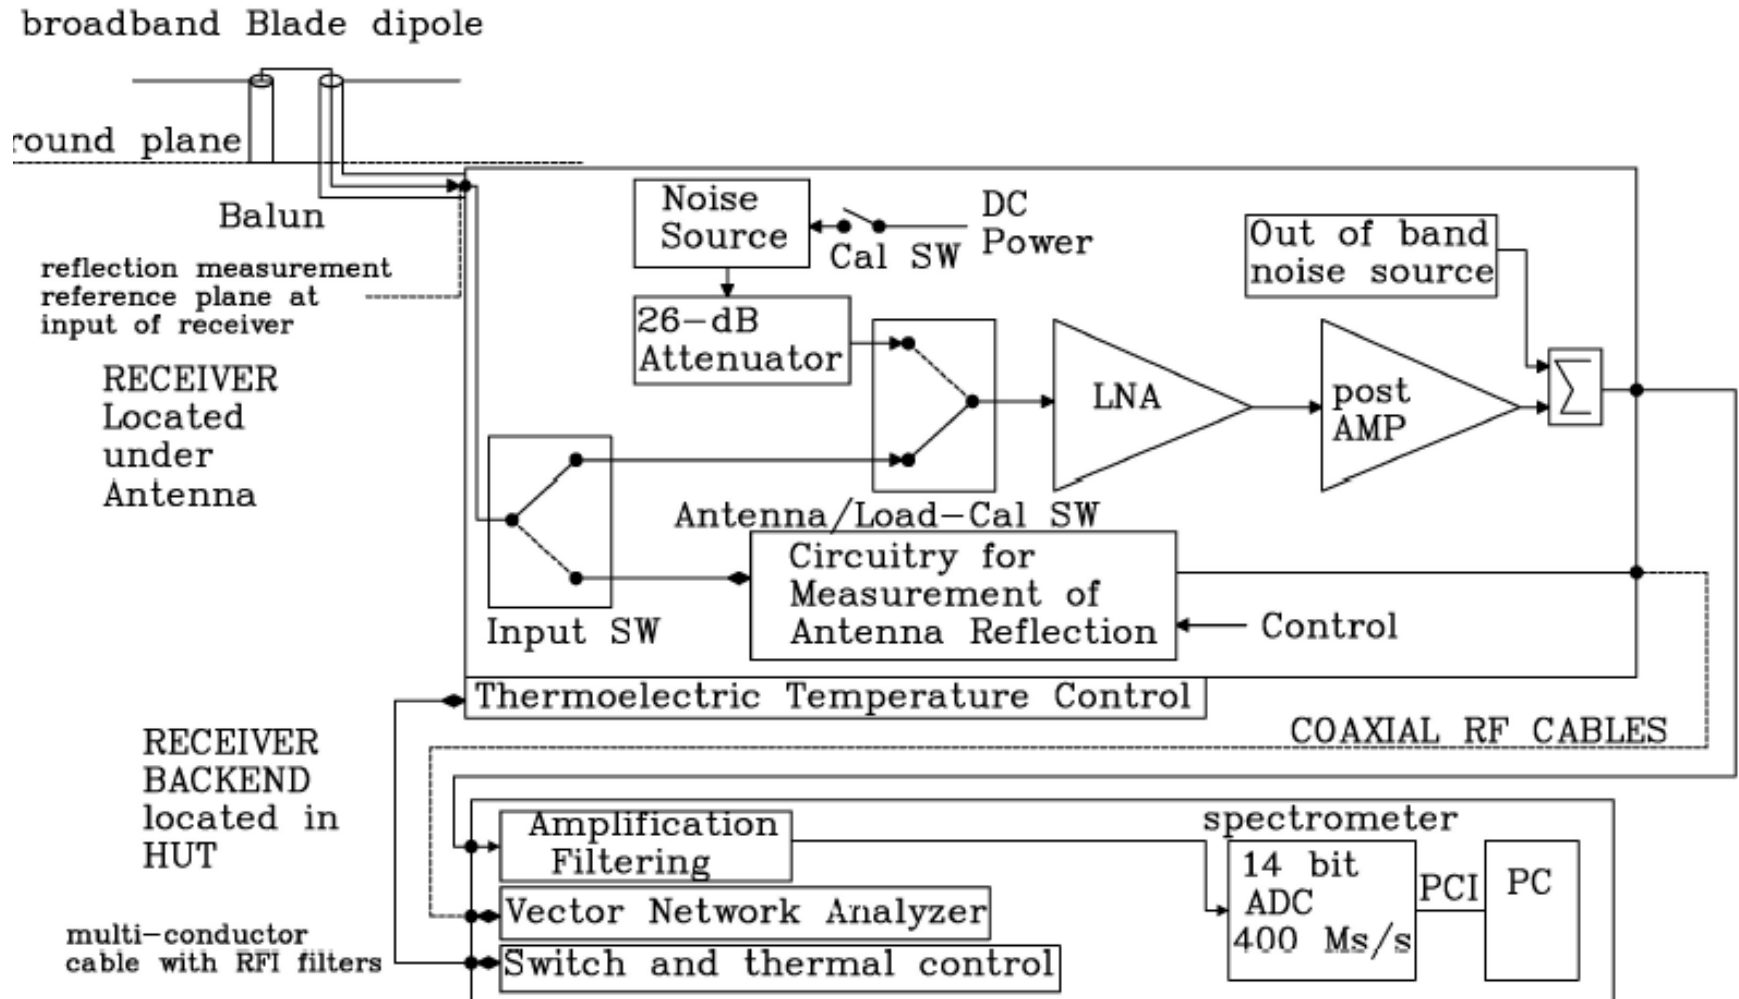 broadband Blade dipole
round plane
Balun
reflection measurement
reference plane at
input of receiver
RECEIVER
Located
under
Antenna
Noise
Source
Cal SW
DC
Power
26-dB
Attenuator
Out of band
noise source
LNA
post
AMP
Σ
Antenna/Load-Cal SW
Input SW
Circuitry for
Measurement of
Antenna Reflection
Control
Thermoelectric Temperature Control
COAXIAL RF CABLES
RECEIVER
BACKEND
located in
HUT
multi-conductor
cable with RFI filters
Amplification
Filtering
Vector Network Analyzer
Switch and thermal control
spectrometer
14 bit
ADC
400 Ms/s
PCI
PC